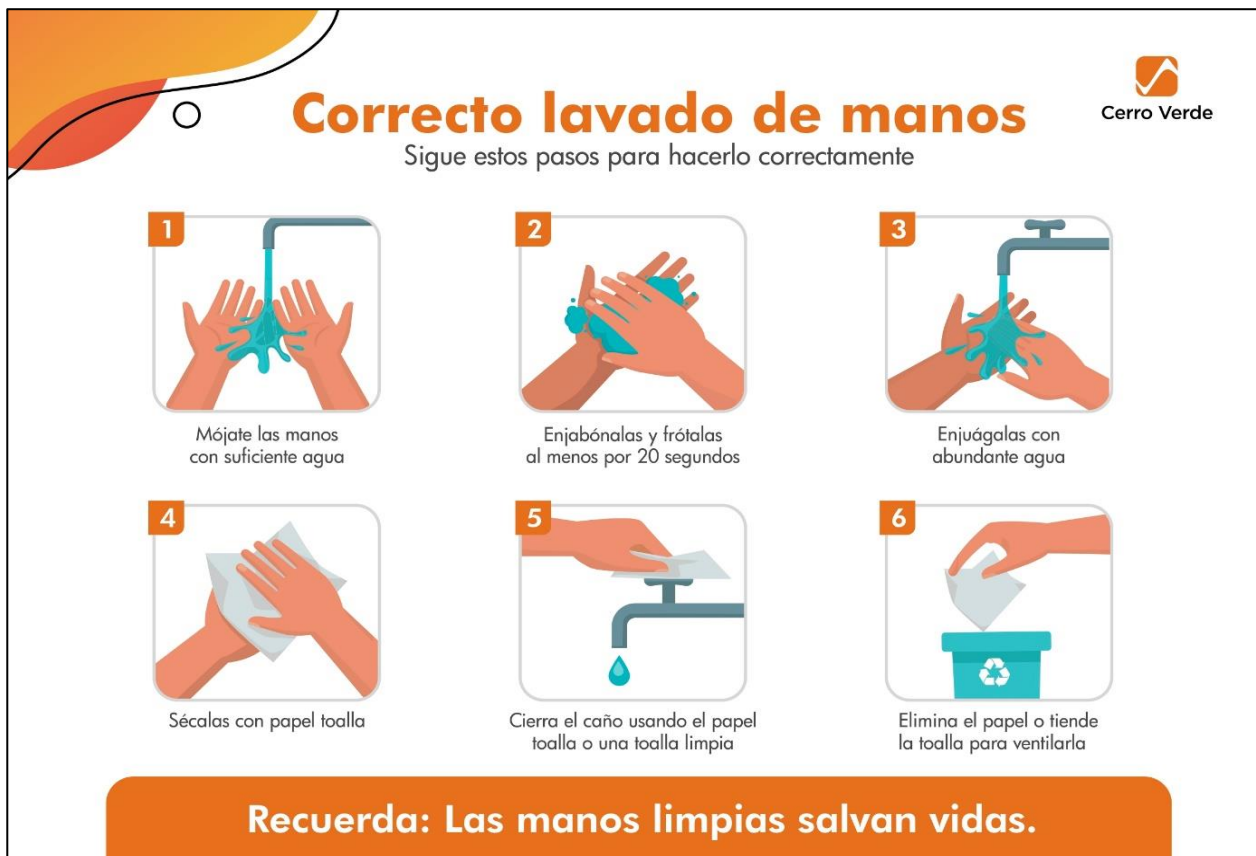 Correcto lavado de manos
Cerro Verde
Sigue estos pasos para hacerlo correctamente
1
Mójate las manos
con suficiente agua
2
Enjabónalas y frótalas
al menos por 20 segundos
3
Enjuágalas con
abundante agua
4
Sécalas con papel toalla
5
Cierra el caño usando el papel
toalla o una toalla limpia
6
Elimina el papel o tiende
la toalla para ventilarla
Recuerda: Las manos limpias salvan vidas.